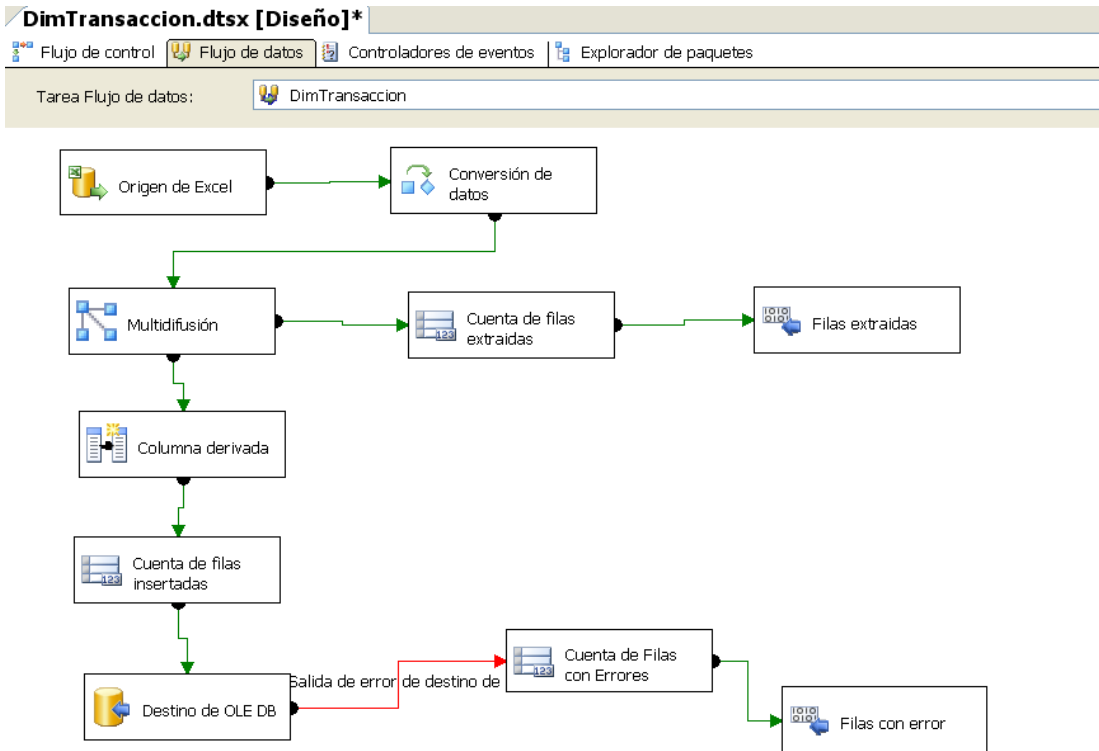 DimTransaccion.dtsx [Diseño]*
Flujo de control
Flujo de datos
Controladores de eventos
Explorador de paquetes
Tarea Flujo de datos:
DimTransaccion
Origen de Excel
Conversión de
datos
Multidifusión
Cuenta de filas
extraidas
Filas extraidas
Columna derivada
Cuenta de filas
insertadas
Destino de OLE DB
Salida de error de destino de
Cuenta de Filas
con Errores
Filas con error